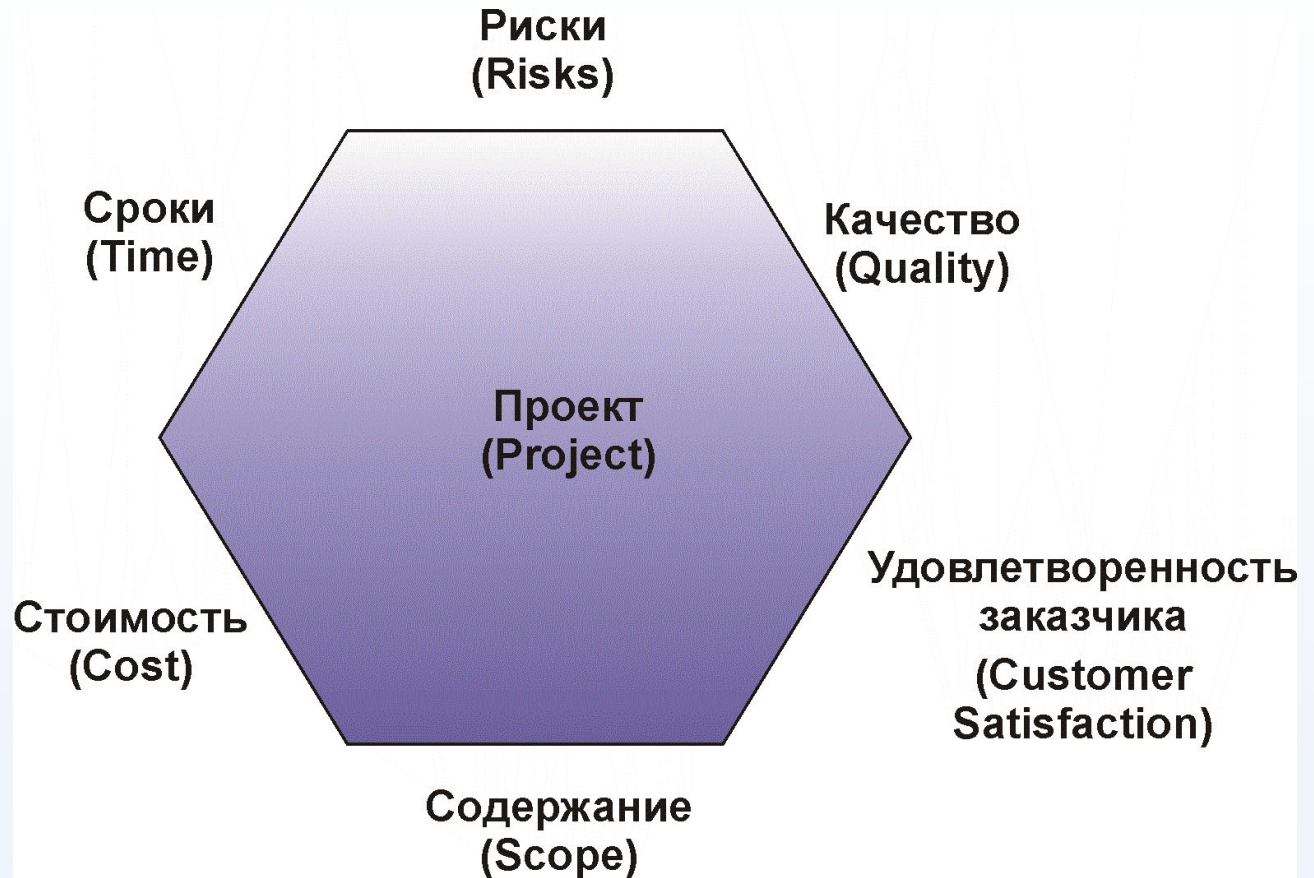 Риски
(Risks)
Сроки
(Time)
Качество
(Quality)
Проект
(Project)
Стоимость
(Cost)
Удовлетворенность
заказчика
(Customer
Satisfaction)
Содержание
(Scope)